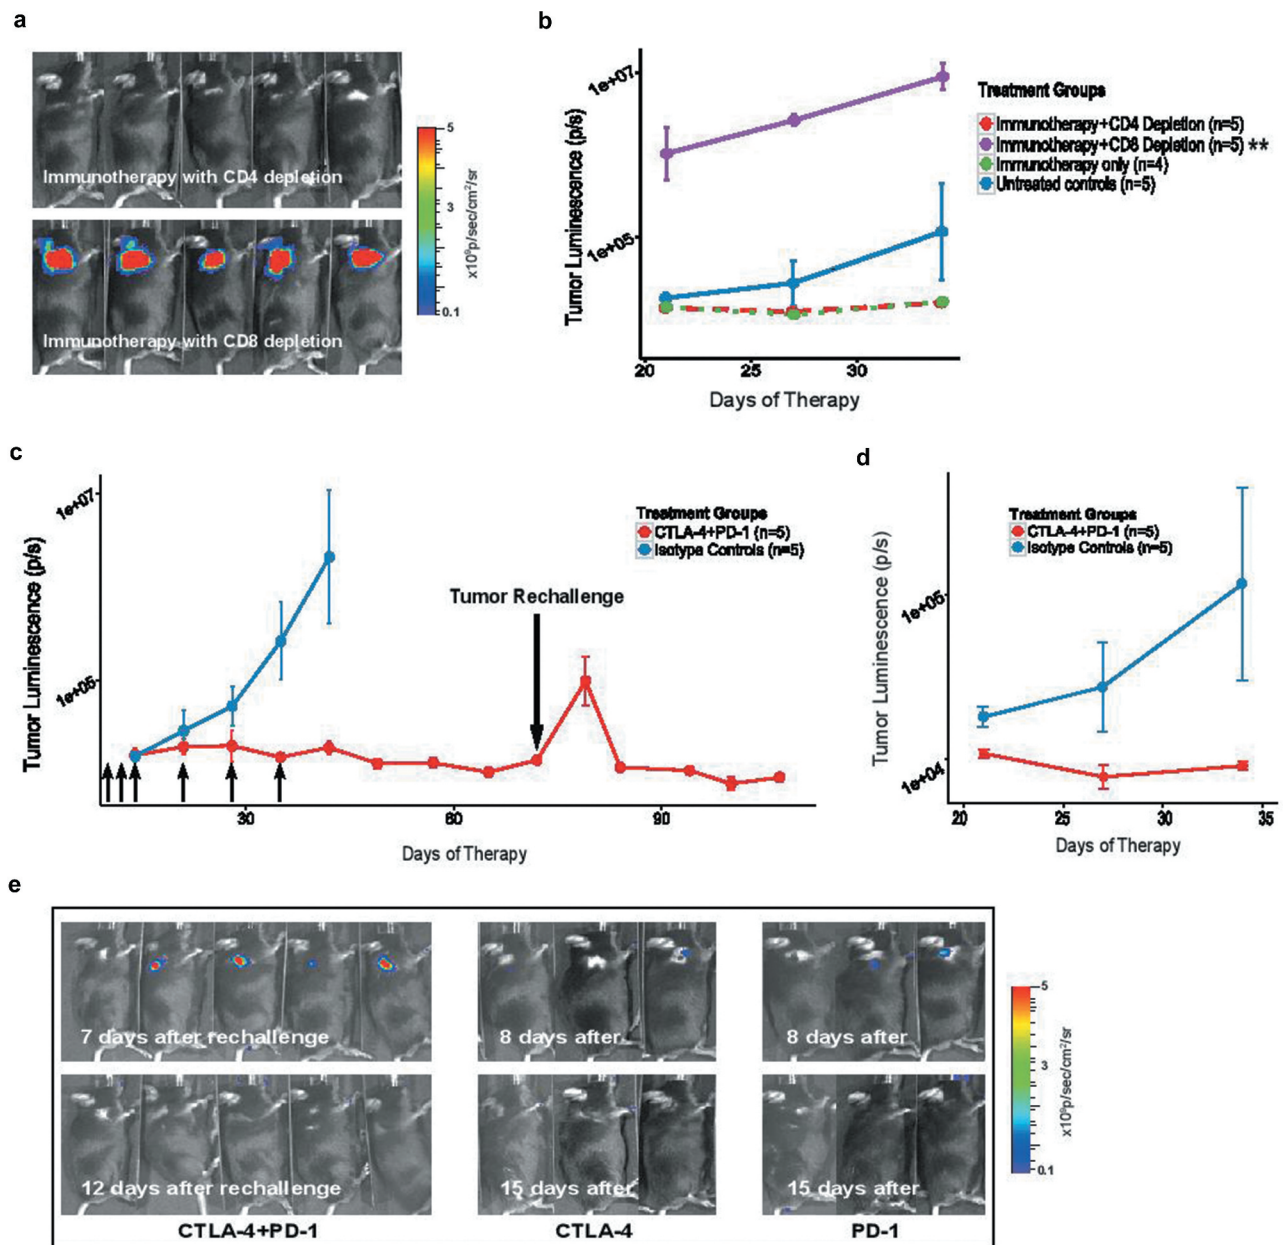 a
Immunotherapy with CD4 depletion
Immunotherapy with CD8 depletion
5
3
0.1
x10⁶p/sec/cm²/sr
b
Tumor Luminescence (p/s)
1e+07
1e+05
20
25
30
Days of Therapy
Treatment Groups
Immunotherapy+CD4 Depletion (n=5)
Immunotherapy+CD8 Depletion (n=5) **
Immunotherapy only (n=4)
Untreated controls (n=5)
c
Tumor Luminescence (p/s)
1e+07
1e+05
30
60
90
Days of Therapy
Tumor Rechallenge
Treatment Groups
CTLA-4+PD-1 (n=5)
Isotype Controls (n=5)
d
Tumor Luminescence (p/s)
1e+05
1e+04
20
25
30
35
Days of Therapy
Treatment Groups
CTLA-4+PD-1 (n=5)
Isotype Controls (n=5)
e
7 days after rechallenge
8 days after
8 days after
12 days after rechallenge
15 days after
15 days after
CTLA-4+PD-1
CTLA-4
PD-1
5
3
0.1
x10⁶p/sec/cm²/sr